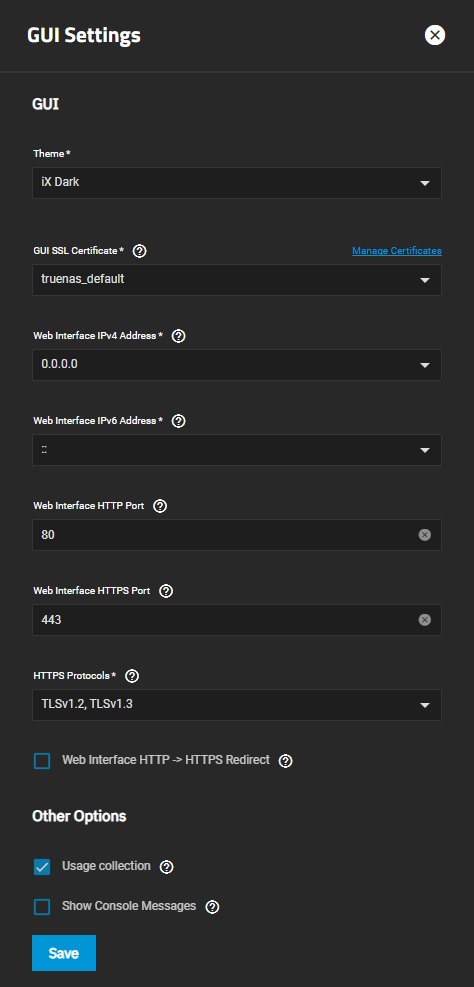 GUI Settings
GUI
Theme *
iX Dark
GUI SSL Certificate * Manage Certificates
truenas_default
Web Interface IPv4 Address *
0.0.0.0
Web Interface IPv6 Address *
::
Web Interface HTTP Port
80
Web Interface HTTPS Port
443
HTTPS Protocols *
TLSv1.2, TLSv1.3
Web Interface HTTP -> HTTPS Redirect
Other Options
Usage collection
Show Console Messages
Save